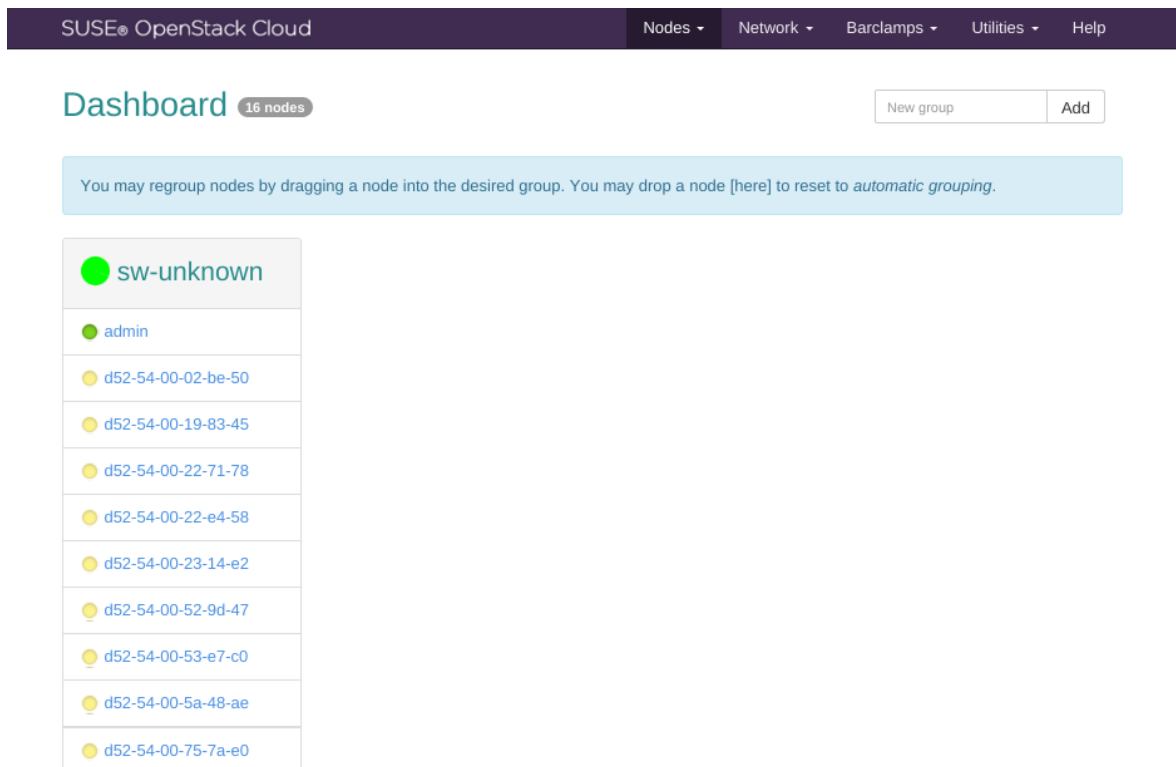 SUSE® OpenStack Cloud
Nodes
Network
Barclamps
Utilities
Help
Dashboard 16 nodes
New group
Add
You may regroup nodes by dragging a node into the desired group. You may drop a node [here] to reset to automatic grouping.
sw-unknown
admin
d52-54-00-02-be-50
d52-54-00-19-83-45
d52-54-00-22-71-78
d52-54-00-22-e4-58
d52-54-00-23-14-e2
d52-54-00-52-9d-47
d52-54-00-53-e7-c0
d52-54-00-5a-48-ae
d52-54-00-75-7a-e0